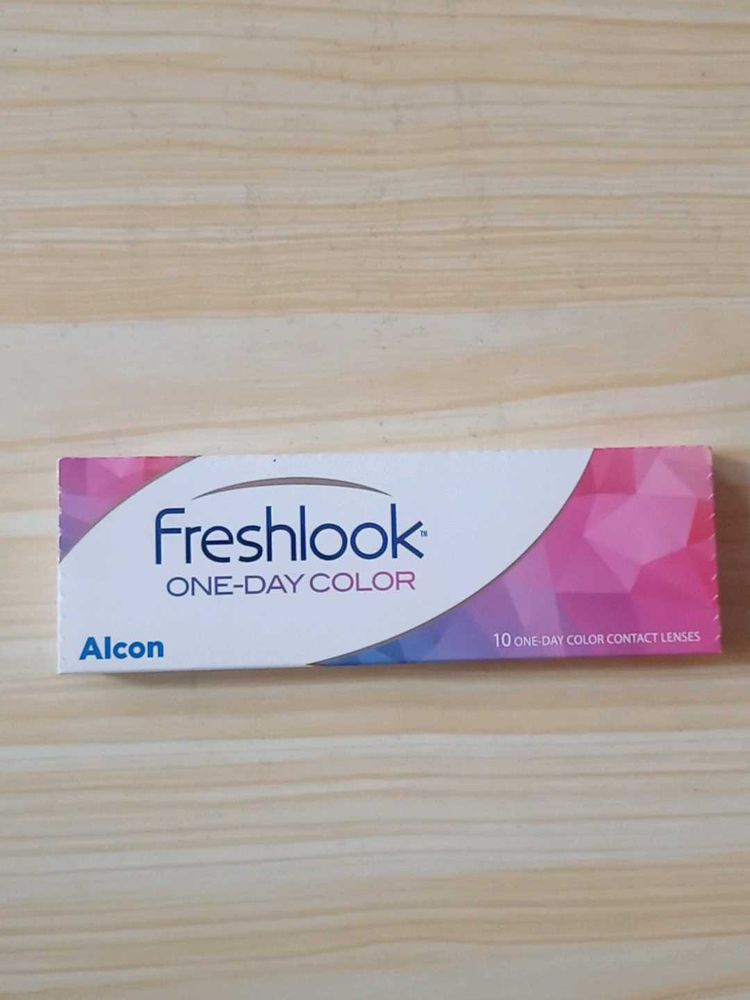 Freshlook™
ONE-DAY COLOR
Alcon
10 ONE-DAY COLOR CONTACT LENSES